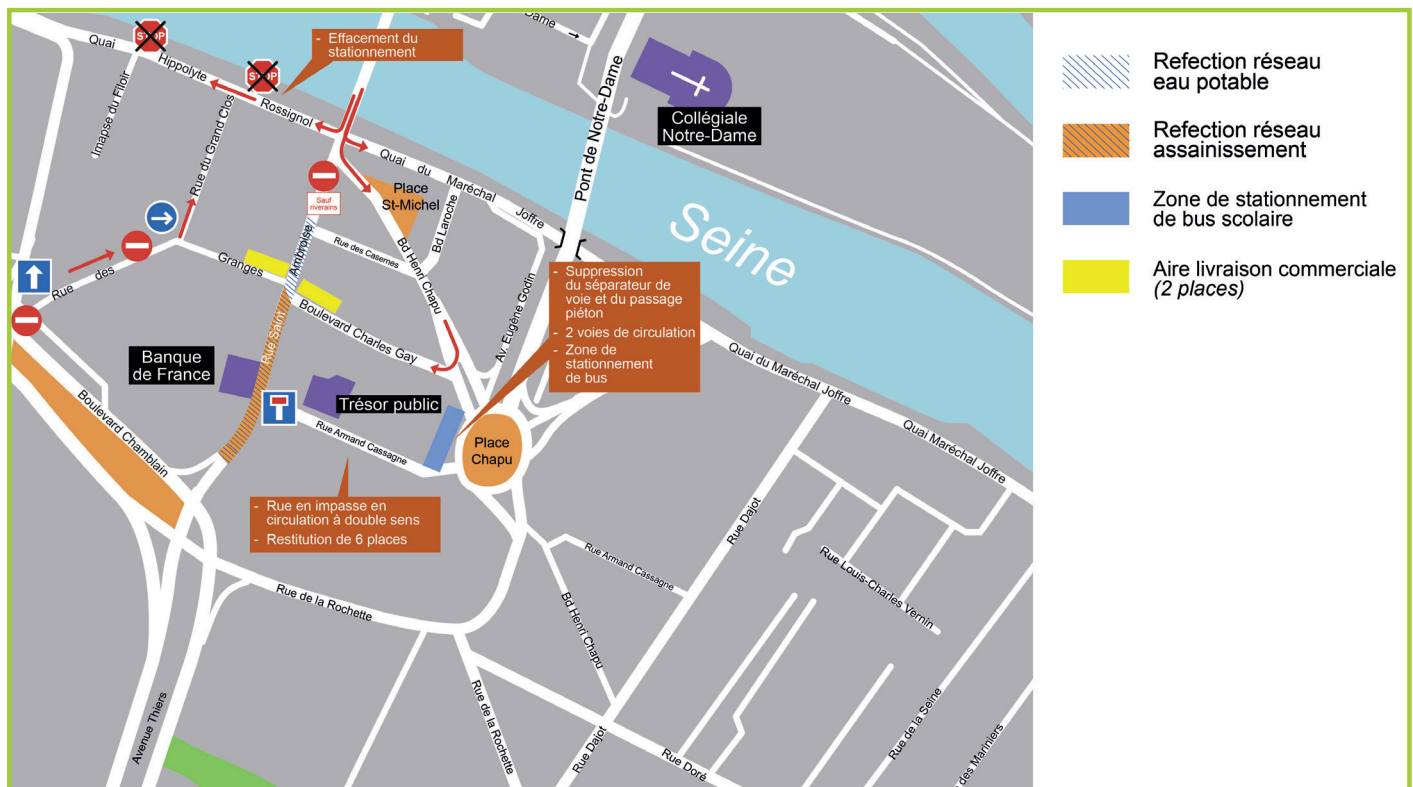 Quai
Hippolyte
Rossignol
STOP
STOP
- Effacement du
stationnement
Dame
Pont de Notre-Dame
Collégiale
Notre-Dame
Imapse du Filoir
Rue du Grand Clos
Quai du Maréchal Joffre
Place
St-Michel
Sauf
riverains
Bd Laroche
Rue des Casernes
Bd Henri Chapu
Seine
Rue des
Granges
Rue Saint
Ambroise
Boulevard Charles Gay
Av. Eugène Godin
- Suppression
du séparateur de
voie et du passage
piéton
- 2 voies de circulation
- Zone de
stationnement
de bus
Banque
de France
Trésor public
Rue Armand Cassagne
Place
Chapu
Boulevard Chamblain
- Rue en impasse en
circulation à double sens
- Restitution de 6 places
Quai du Maréchal Joffre
Quai Maréchal Joffre
Rue Dajot
Rue Armand Cassagne
Rue Louis-Charles Vernin
Bd Henri Chapu
Rue de la Rochette
Rue de la Rochette
Avenue Thiers
Rue Dajot
Rue Doré
Rue de la Seine
des Mariniers
Refection réseau
eau potable
Refection réseau
assainissement
Zone de stationnement
de bus scolaire
Aire livraison commerciale
(2 places)